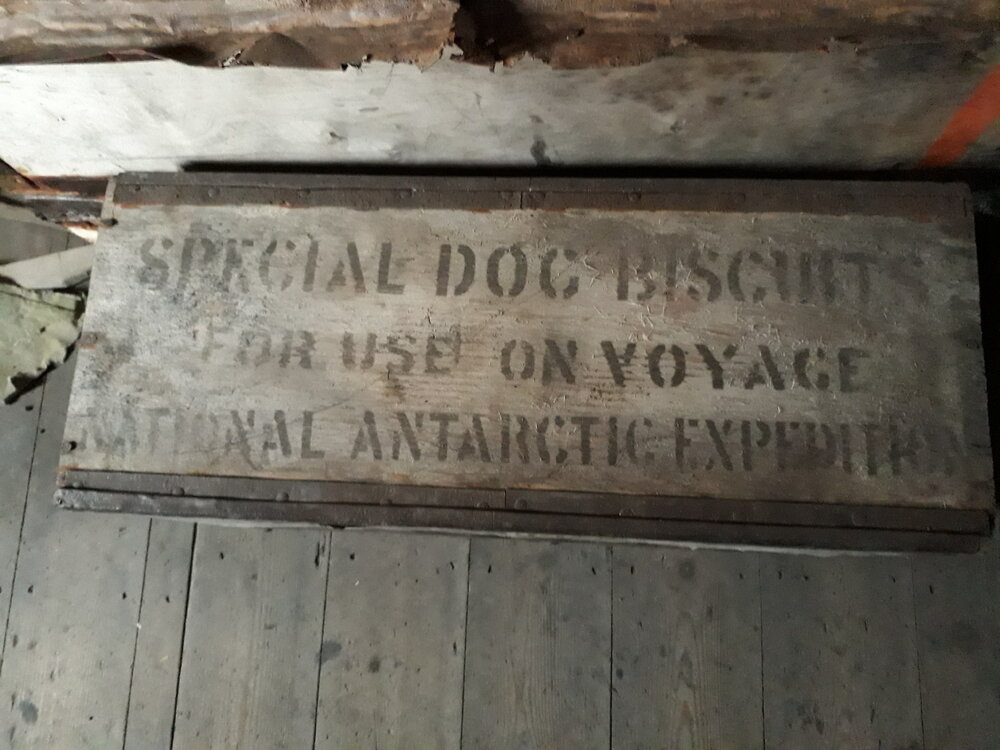 SPECIAL DOG BISCUITS
FOR USE ON VOYAGE
NATIONAL ANTARCTIC EXPEDITION